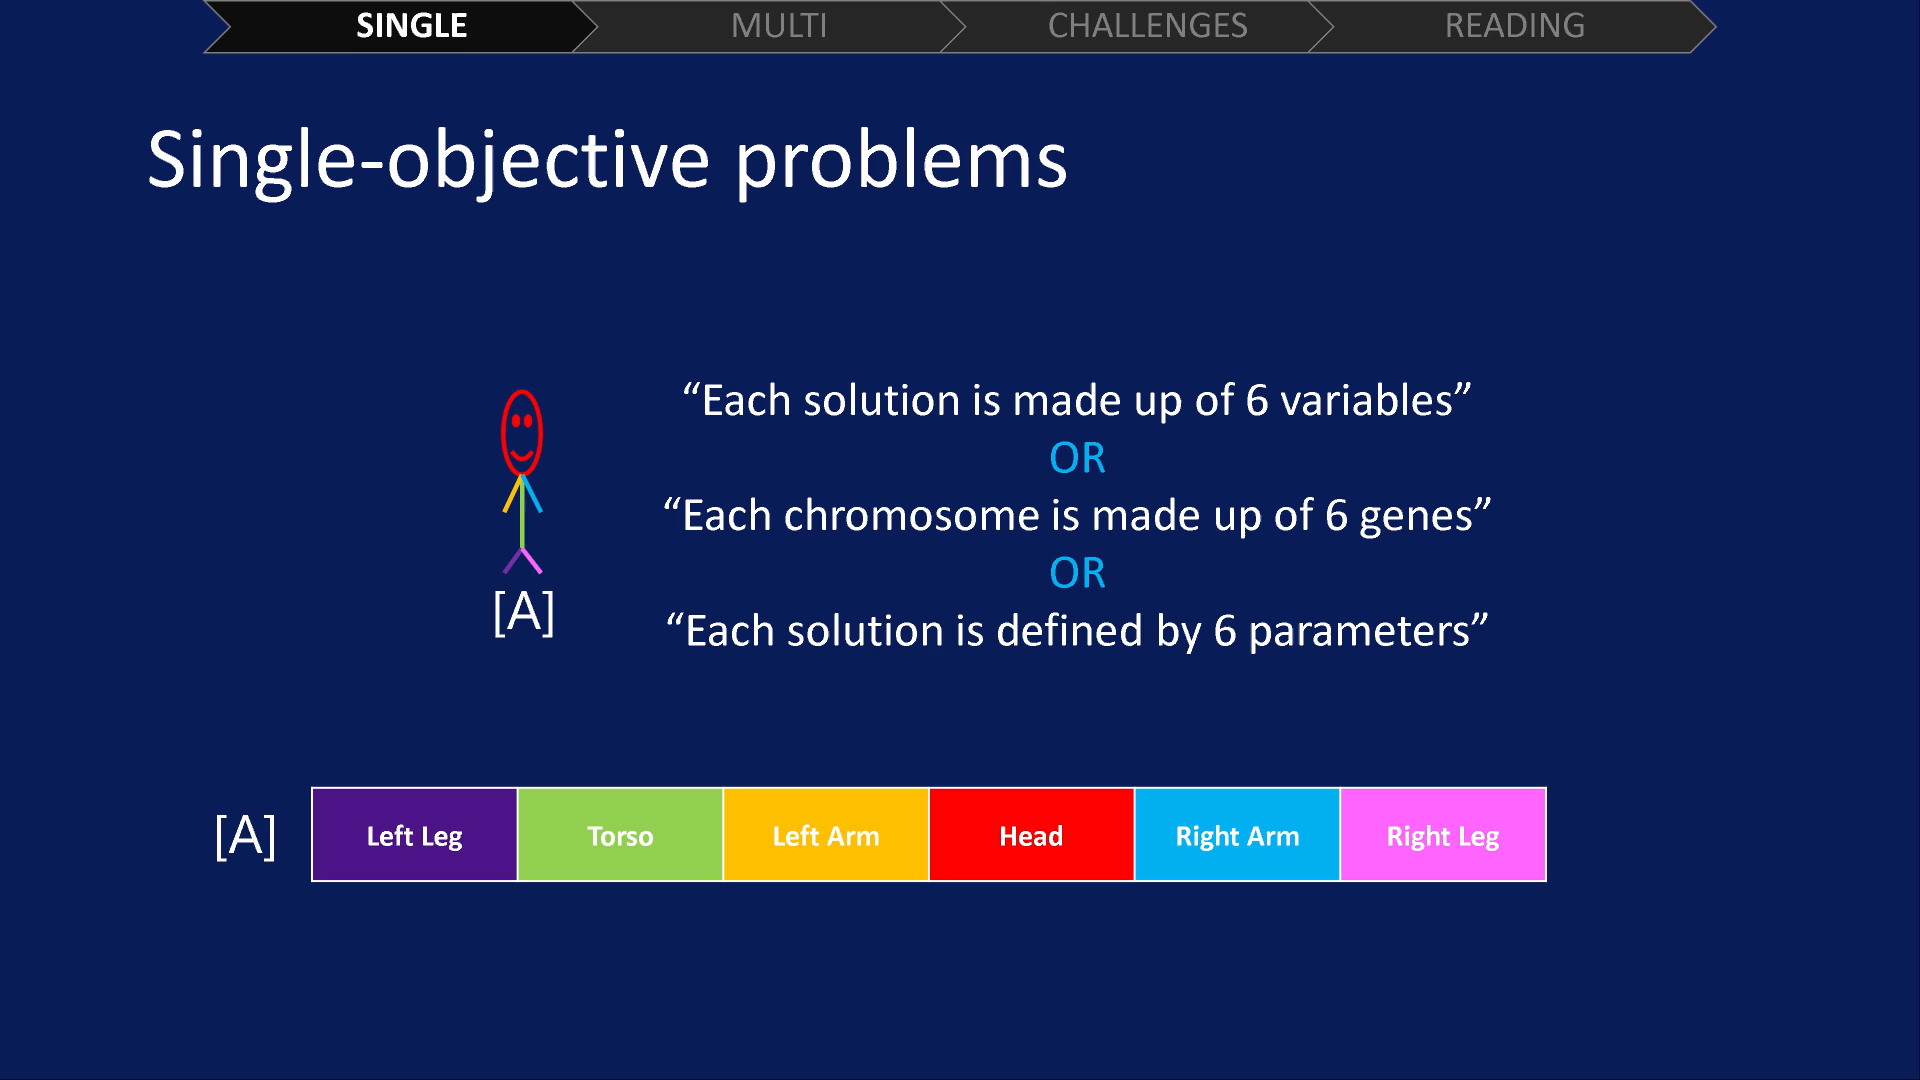 SINGLE MULTI CHALLENGES READING
Single-objective problems
“Each solution is made up of 6 variables”
OR
“Each chromosome is made up of 6 genes”
OR
“Each solution is defined by 6 parameters”
[A]
[A] Left Leg Torso Left Arm Head Right Arm Right Leg